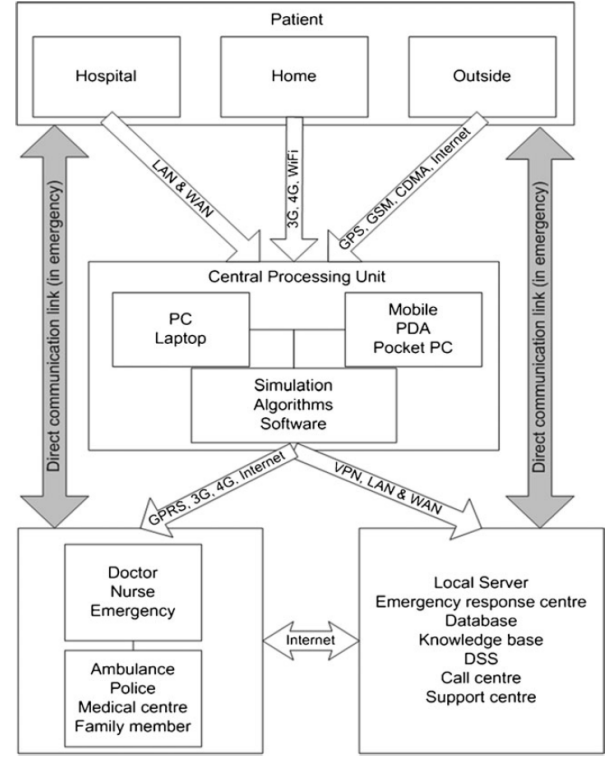 Patient
Hospital
Home
Outside
LAN & WAN
3G, 4G, WiFi
GPS, GSM, CDMA, Internet
Direct communication link (in emergency)
Direct communication link (in emergency)
Central Processing Unit
PC
Laptop
Mobile
PDA
Pocket PC
Simulation
Algorithms
Software
GPRS, 3G, 4G, Internet
VPN, LAN & WAN
Doctor
Nurse
Emergency
Ambulance
Police
Medical centre
Family member
Internet
Local Server
Emergency response centre
Database
Knowledge base
DSS
Call centre
Support centre